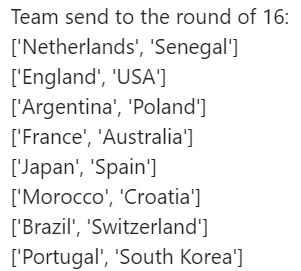 Team send to the round of 16:
['Netherlands', 'Senegal']
['England', 'USA']
['Argentina', 'Poland']
['France', 'Australia']
['Japan', 'Spain']
['Morocco', 'Croatia']
['Brazil', 'Switzerland']
['Portugal', 'South Korea']